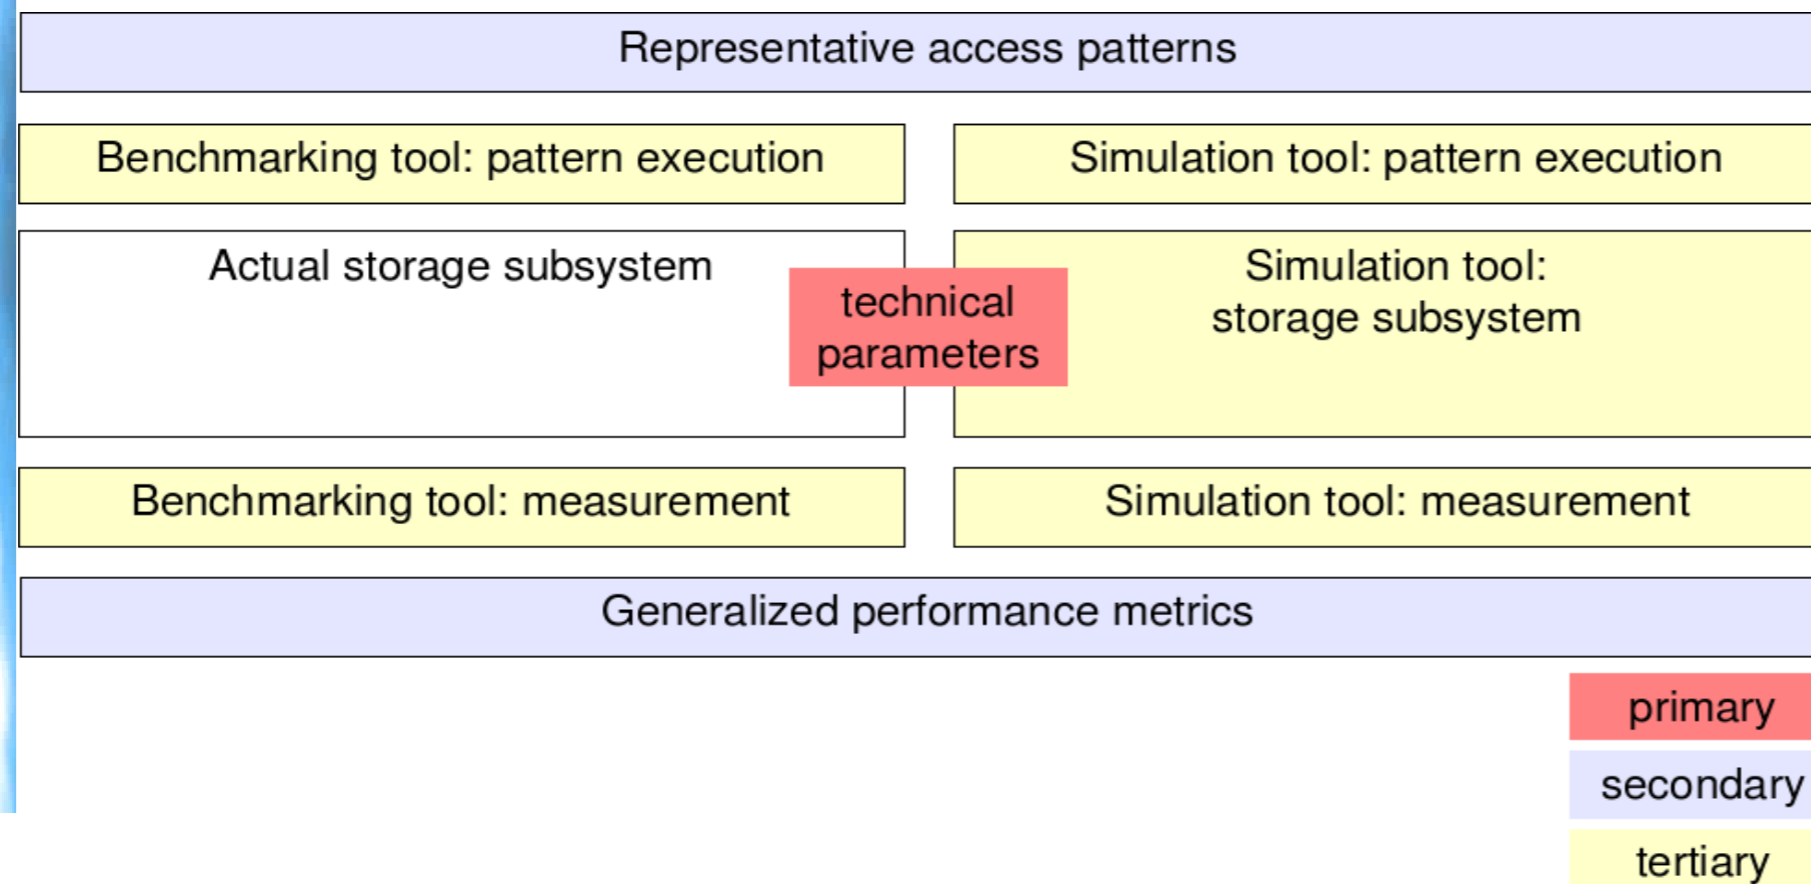 Representative access patterns
Benchmarking tool: pattern execution
Simulation tool: pattern execution
Actual storage subsystem
technical
parameters
Simulation tool:
storage subsystem
Benchmarking tool: measurement
Simulation tool: measurement
Generalized performance metrics
primary
secondary
tertiary